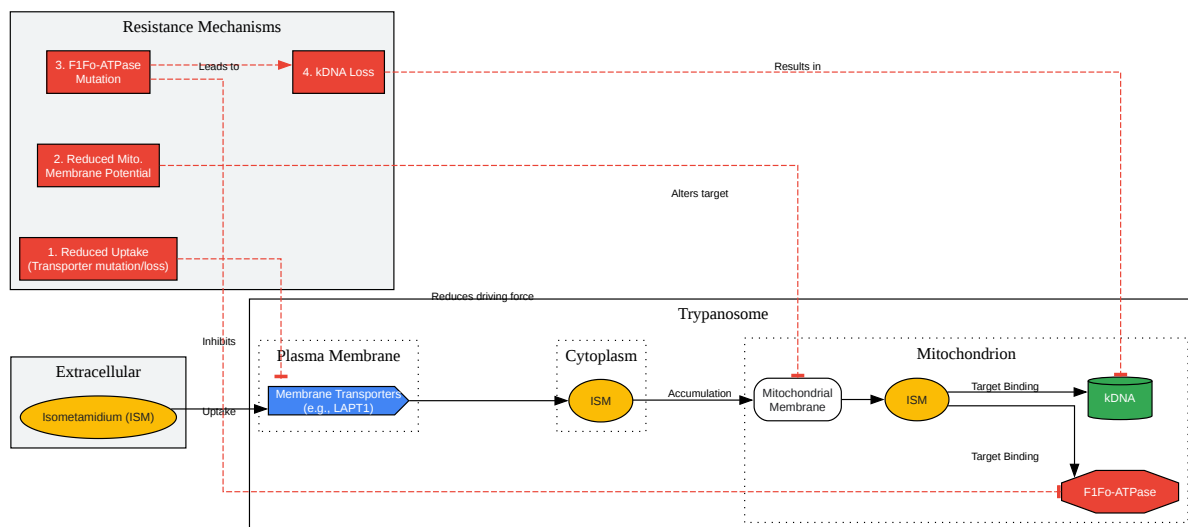 Resistance Mechanisms
3. F1Fo-ATPase
Mutation
Leads to
4. kDNA Loss
Results in
2. Reduced Mito.
Membrane Potential
Alters target
1. Reduced Uptake
(Transporter mutation/loss)
Reduces driving force
Trypanosome
Inhibits
Plasma Membrane
Cytoplasm
Mitochondrion
Extracellular
Isometamidium (ISM)
Uptake
Membrane Transporters
(e.g., LAPT1)
ISM
Accumulation
Mitochondrial
Membrane
ISM
Target Binding
kDNA
Target Binding
F1Fo-ATPase